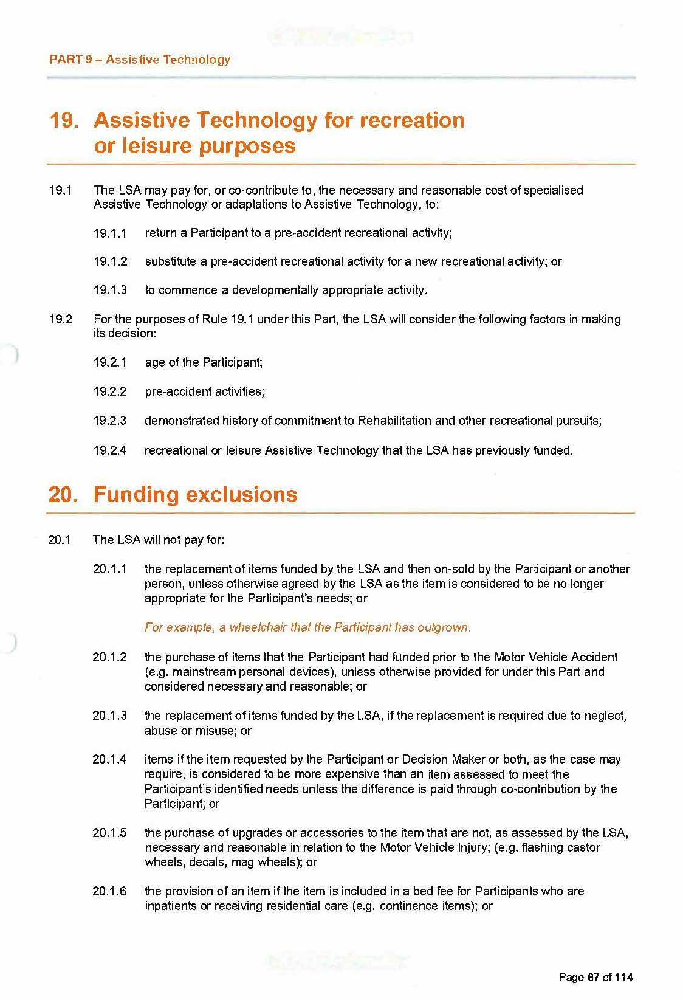 PART 9 – Assistive Technology
19. Assistive Technology for recreation
or leisure purposes
19.1 The LSA may pay for, or co-contribute to, the necessary and reasonable cost of specialised
Assistive Technology or adaptations to Assistive Technology, to:
19.1.1 return a Participant to a pre-accident recreational activity;
19.1.2 substitute a pre-accident recreational activity for a new recreational activity; or
19.1.3 to commence a developmentally appropriate activity.
19.2 For the purposes of Rule 19.1 under this Part, the LSA will consider the following factors in making
its decision:
19.2.1 age of the Participant;
19.2.2 pre-accident activities;
19.2.3 demonstrated history of commitment to Rehabilitation and other recreational pursuits;
19.2.4 recreational or leisure Assistive Technology that the LSA has previously funded.
20. Funding exclusions
20.1 The LSA will not pay for:
20.1.1 the replacement of items funded by the LSA and then on-sold by the Participant or another
person, unless otherwise agreed by the LSA as the item is considered to be no longer
appropriate for the Participant's needs; or
For example, a wheelchair that the Participant has outgrown.
20.1.2 the purchase of items that the Participant had funded prior to the Motor Vehicle Accident
(e.g. mainstream personal devices), unless otherwise provided for under this Part and
considered necessary and reasonable; or
20.1.3 the replacement of items funded by the LSA, if the replacement is required due to neglect,
abuse or misuse; or
20.1.4 items if the item requested by the Participant or Decision Maker or both, as the case may
require, is considered to be more expensive than an item assessed to meet the
Participant's identified needs unless the difference is paid through co-contribution by the
Participant; or
20.1.5 the purchase of upgrades or accessories to the item that are not, as assessed by the LSA,
necessary and reasonable in relation to the Motor Vehicle Injury; (e.g. flashing castor
wheels, decals, mag wheels); or
20.1.6 the provision of an item if the item is included in a bed fee for Participants who are
inpatients or receiving residential care (e.g. continence items); or
Page 67 of 114